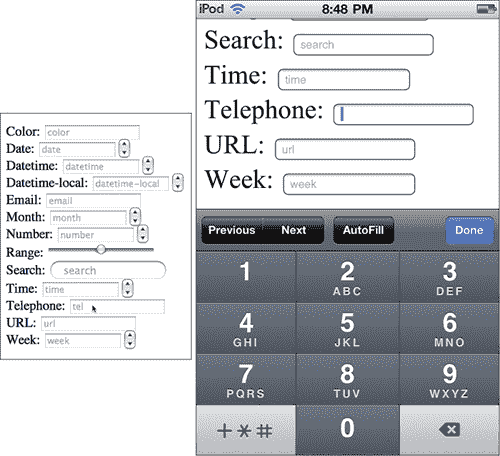 Color: color
Date: date
Datetime: datetime
Datetime-local: datetime-local
Email: email
Month: month
Number: number
Range:
Search: search
Time: time
Telephone: tel
URL: url
Week: week
iPod 8:48 PM
Search: search
Time: time
Telephone:
URL: url
Week: week
Previous Next AutoFill Done
1 2 3
ABC DEF
4 5 6
GHI JKL MNO
7 8 9
PQRS TUV WXYZ
+*# 0